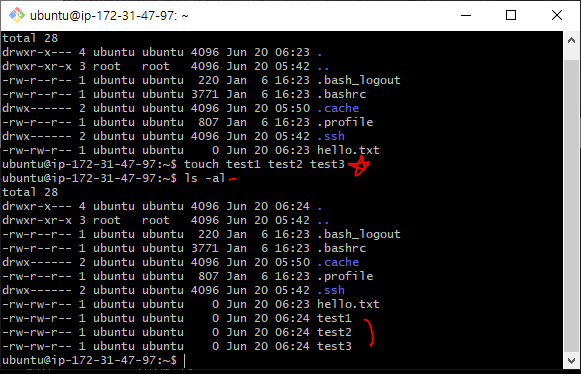 ubuntu@ip-172-31-47-97: ~
total 28
drwxr-x--- 4 ubuntu ubuntu 4096 Jun 20 06:23 .
drwxr-xr-x 3 root   root   4096 Jun 20 05:42 ..
-rw-r--r-- 1 ubuntu ubuntu  220 Jan  6 16:23 .bash_logout
-rw-r--r-- 1 ubuntu ubuntu 3771 Jan  6 16:23 .bashrc
drwx------ 2 ubuntu ubuntu 4096 Jun 20 05:50 .cache
-rw-r--r-- 1 ubuntu ubuntu  807 Jan  6 16:23 .profile
drwx------ 2 ubuntu ubuntu 4096 Jun 20 05:42 .ssh
-rw-rw-r-- 1 ubuntu ubuntu    0 Jun 20 06:23 hello.txt
ubuntu@ip-172-31-47-97:~$ touch test1 test2 test3
ubuntu@ip-172-31-47-97:~$ ls -al
total 28
drwxr-x--- 4 ubuntu ubuntu 4096 Jun 20 06:24 .
drwxr-xr-x 3 root   root   4096 Jun 20 05:42 ..
-rw-r--r-- 1 ubuntu ubuntu  220 Jan  6 16:23 .bash_logout
-rw-r--r-- 1 ubuntu ubuntu 3771 Jan  6 16:23 .bashrc
drwx------ 2 ubuntu ubuntu 4096 Jun 20 05:50 .cache
-rw-r--r-- 1 ubuntu ubuntu  807 Jan  6 16:23 .profile
drwx------ 2 ubuntu ubuntu 4096 Jun 20 05:42 .ssh
-rw-rw-r-- 1 ubuntu ubuntu    0 Jun 20 06:23 hello.txt
-rw-rw-r-- 1 ubuntu ubuntu    0 Jun 20 06:24 test1
-rw-rw-r-- 1 ubuntu ubuntu    0 Jun 20 06:24 test2
-rw-rw-r-- 1 ubuntu ubuntu    0 Jun 20 06:24 test3
ubuntu@ip-172-31-47-97:~$